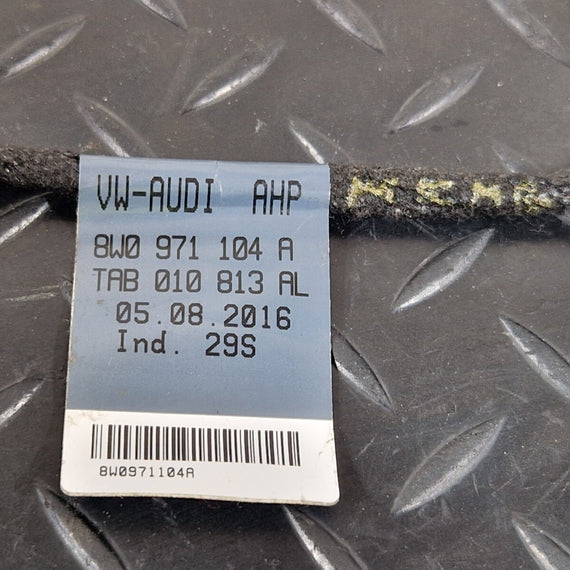 VW-AUDI AHP
8W0 971 104 A
TAB 010 813 AL
05.08.2016
Ind. 29S
8W0971104A